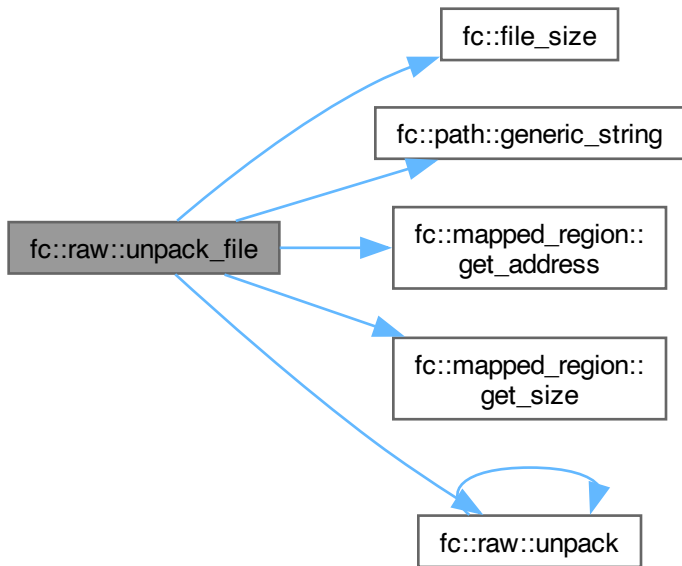 fc::file_size
fc::path::generic_string
fc::raw::unpack_file
fc::mapped_region::
get_address
fc::mapped_region::
get_size
fc::raw::unpack